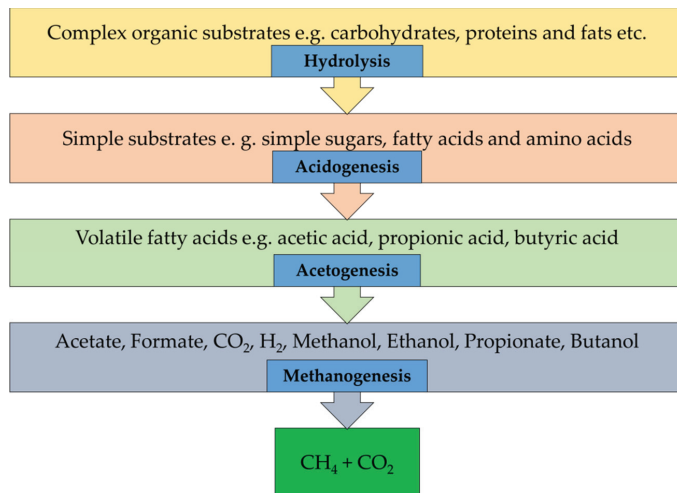 Complex organic substrates e.g. carbohydrates, proteins and fats etc.
Hydrolysis
Simple substrates e. g. simple sugars, fatty acids and amino acids
Acidogenesis
Volatile fatty acids e.g. acetic acid, propionic acid, butyric acid
Acetogenesis
Acetate, Formate, CO₂, H₂, Methanol, Ethanol, Propionate, Butanol
Methanogenesis
CH₄ + CO₂